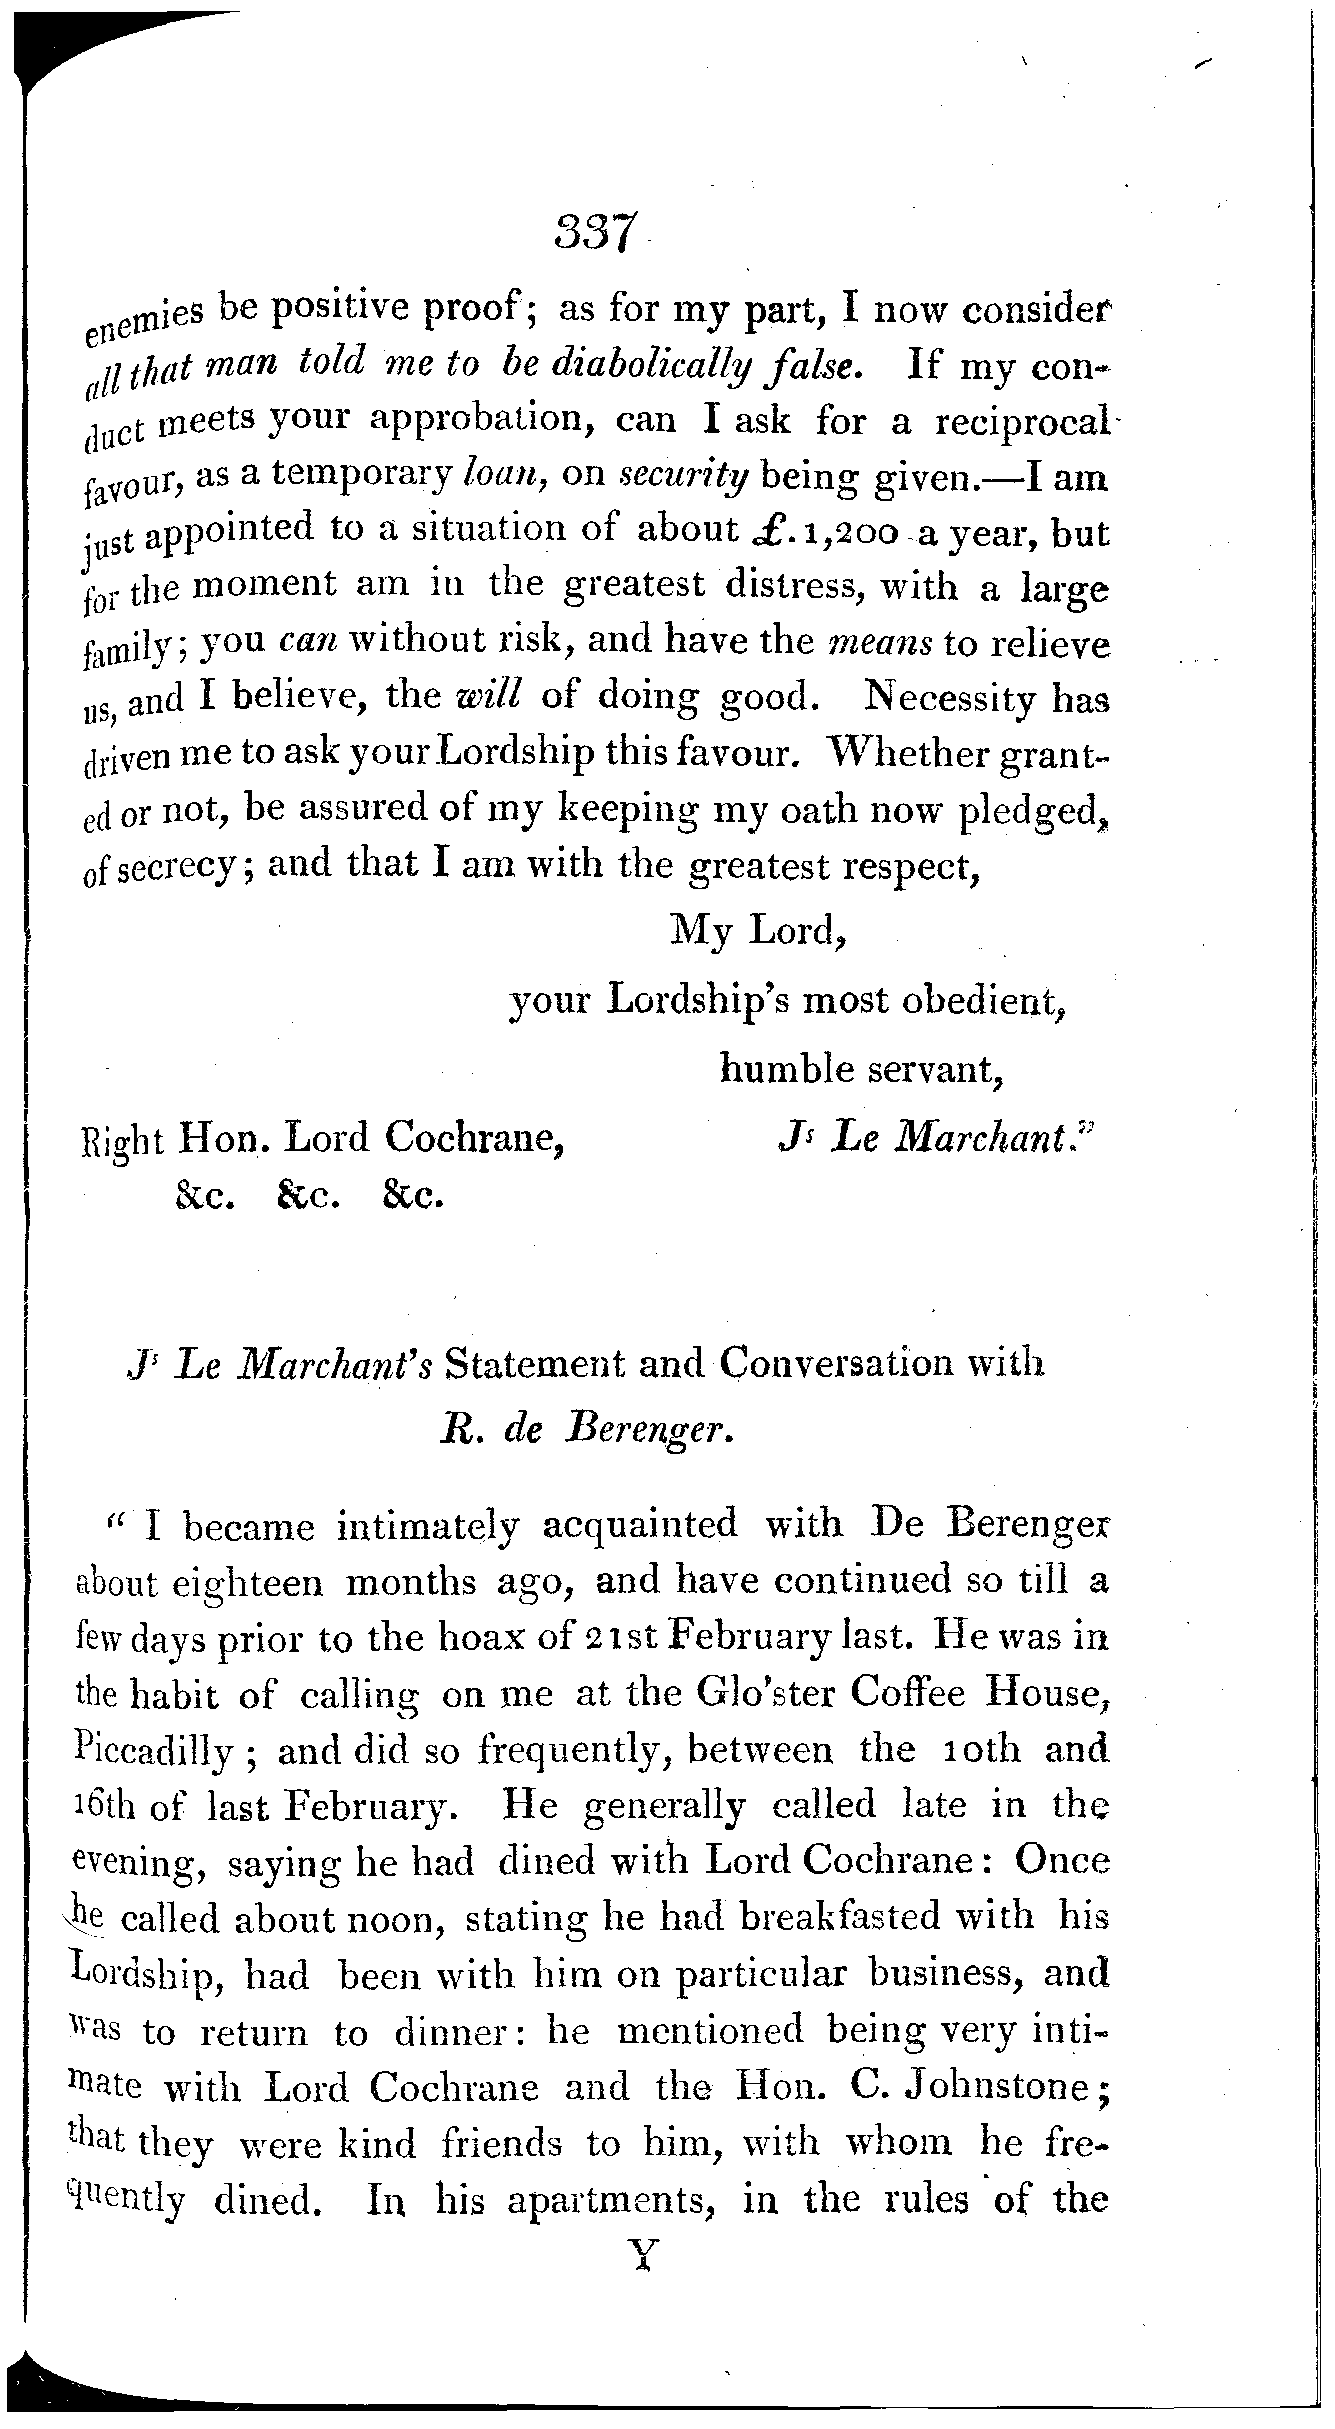 337
enemies be positive proof; as for my part, I now consider
all that man told me to be diabolically false. If my con-
duct meets your approbation, can I ask for a reciprocal
favour, as a temporary loan, on security being given.—I am
just appointed to a situation of about £.1,200 a year, but
for the moment am in the greatest distress, with a large
family; you can without risk, and have the means to relieve
us, and I believe, the will of doing good. Necessity has
driven me to ask your Lordship this favour. Whether grant-
ed or not, be assured of my keeping my oath now pledged,
of secrecy; and that I am with the greatest respect,
My Lord,
your Lordship's most obedient,
humble servant,
Right Hon. Lord Cochrane, Js Le Marchant."
&c. &c. &c.
Js Le Marchant's Statement and Conversation with
R. de Berenger.
" I became intimately acquainted with De Berenger
about eighteen months ago, and have continued so till a
few days prior to the hoax of 21st February last. He was in
the habit of calling on me at the Glo'ster Coffee House,
Piccadilly; and did so frequently, between the 10th and
16th of last February. He generally called late in the
evening, saying he had dined with Lord Cochrane: Once
he called about noon, stating he had breakfasted with his
Lordship, had been with him on particular business, and
was to return to dinner: he mentioned being very inti-
mate with Lord Cochrane and the Hon. C. Johnstone;
that they were kind friends to him, with whom he fre-
quently dined. In his apartments, in the rules of the
Y